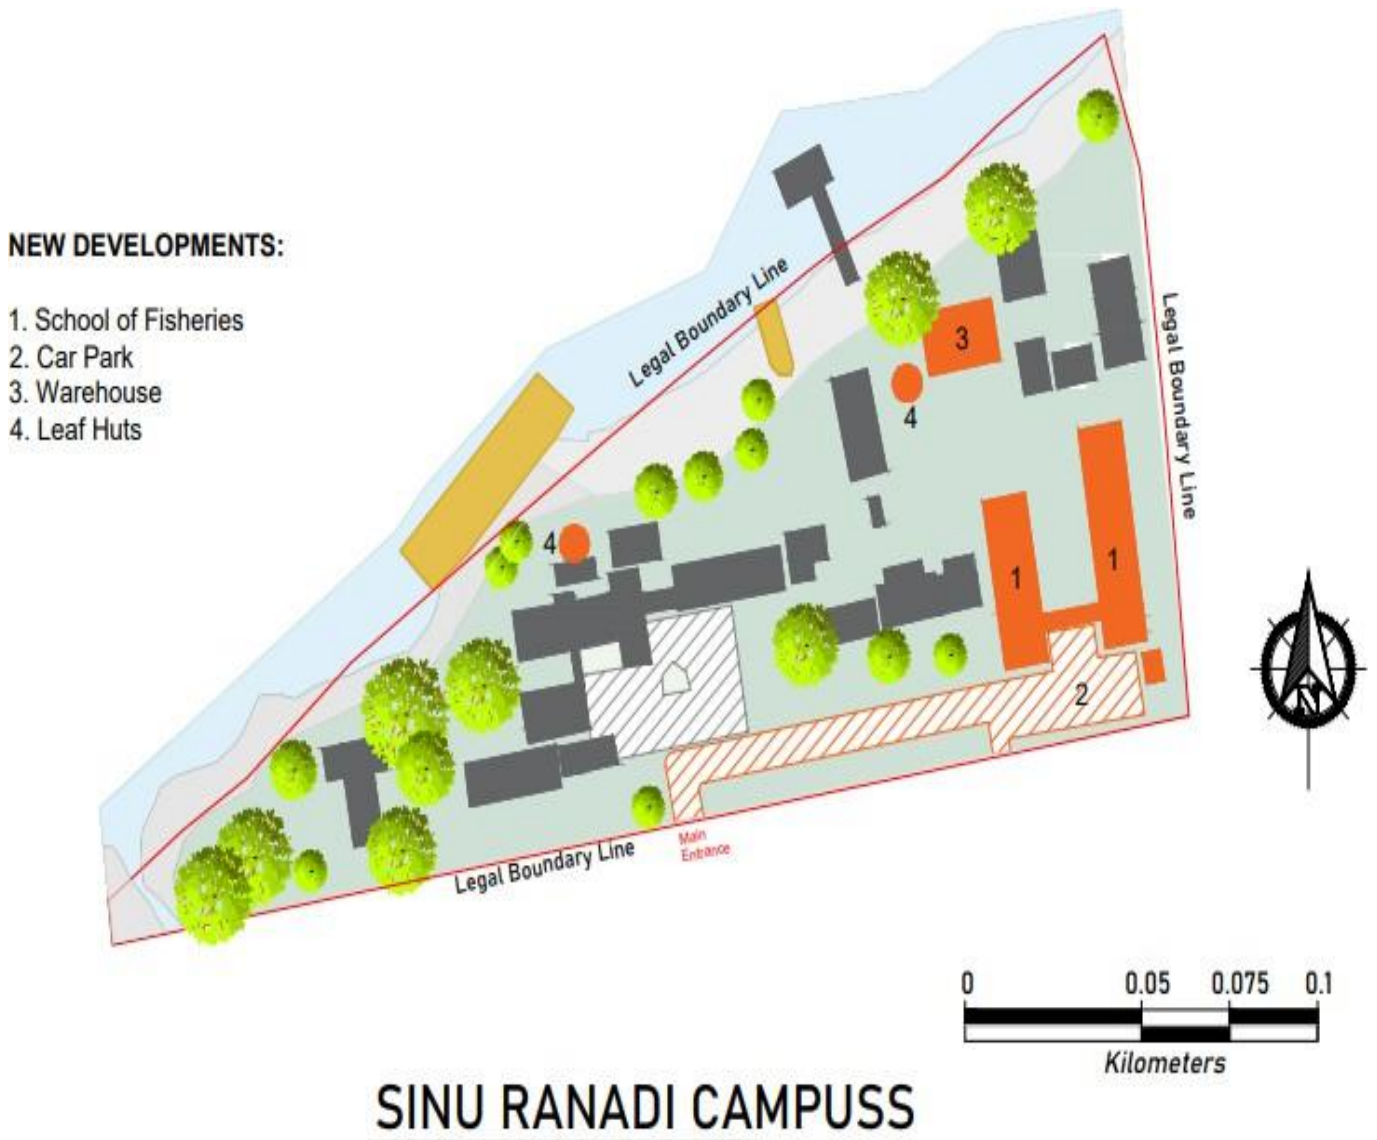 NEW DEVELOPMENTS:
1. School of Fisheries
2. Car Park
3. Warehouse
4. Leaf Huts
Legal Boundary Line
Legal Boundary Line
3
4
4
1
1
2
N
Main
Entrance
Legal Boundary Line
0 0.05 0.075 0.1
Kilometers
SINU RANADI CAMPUSS